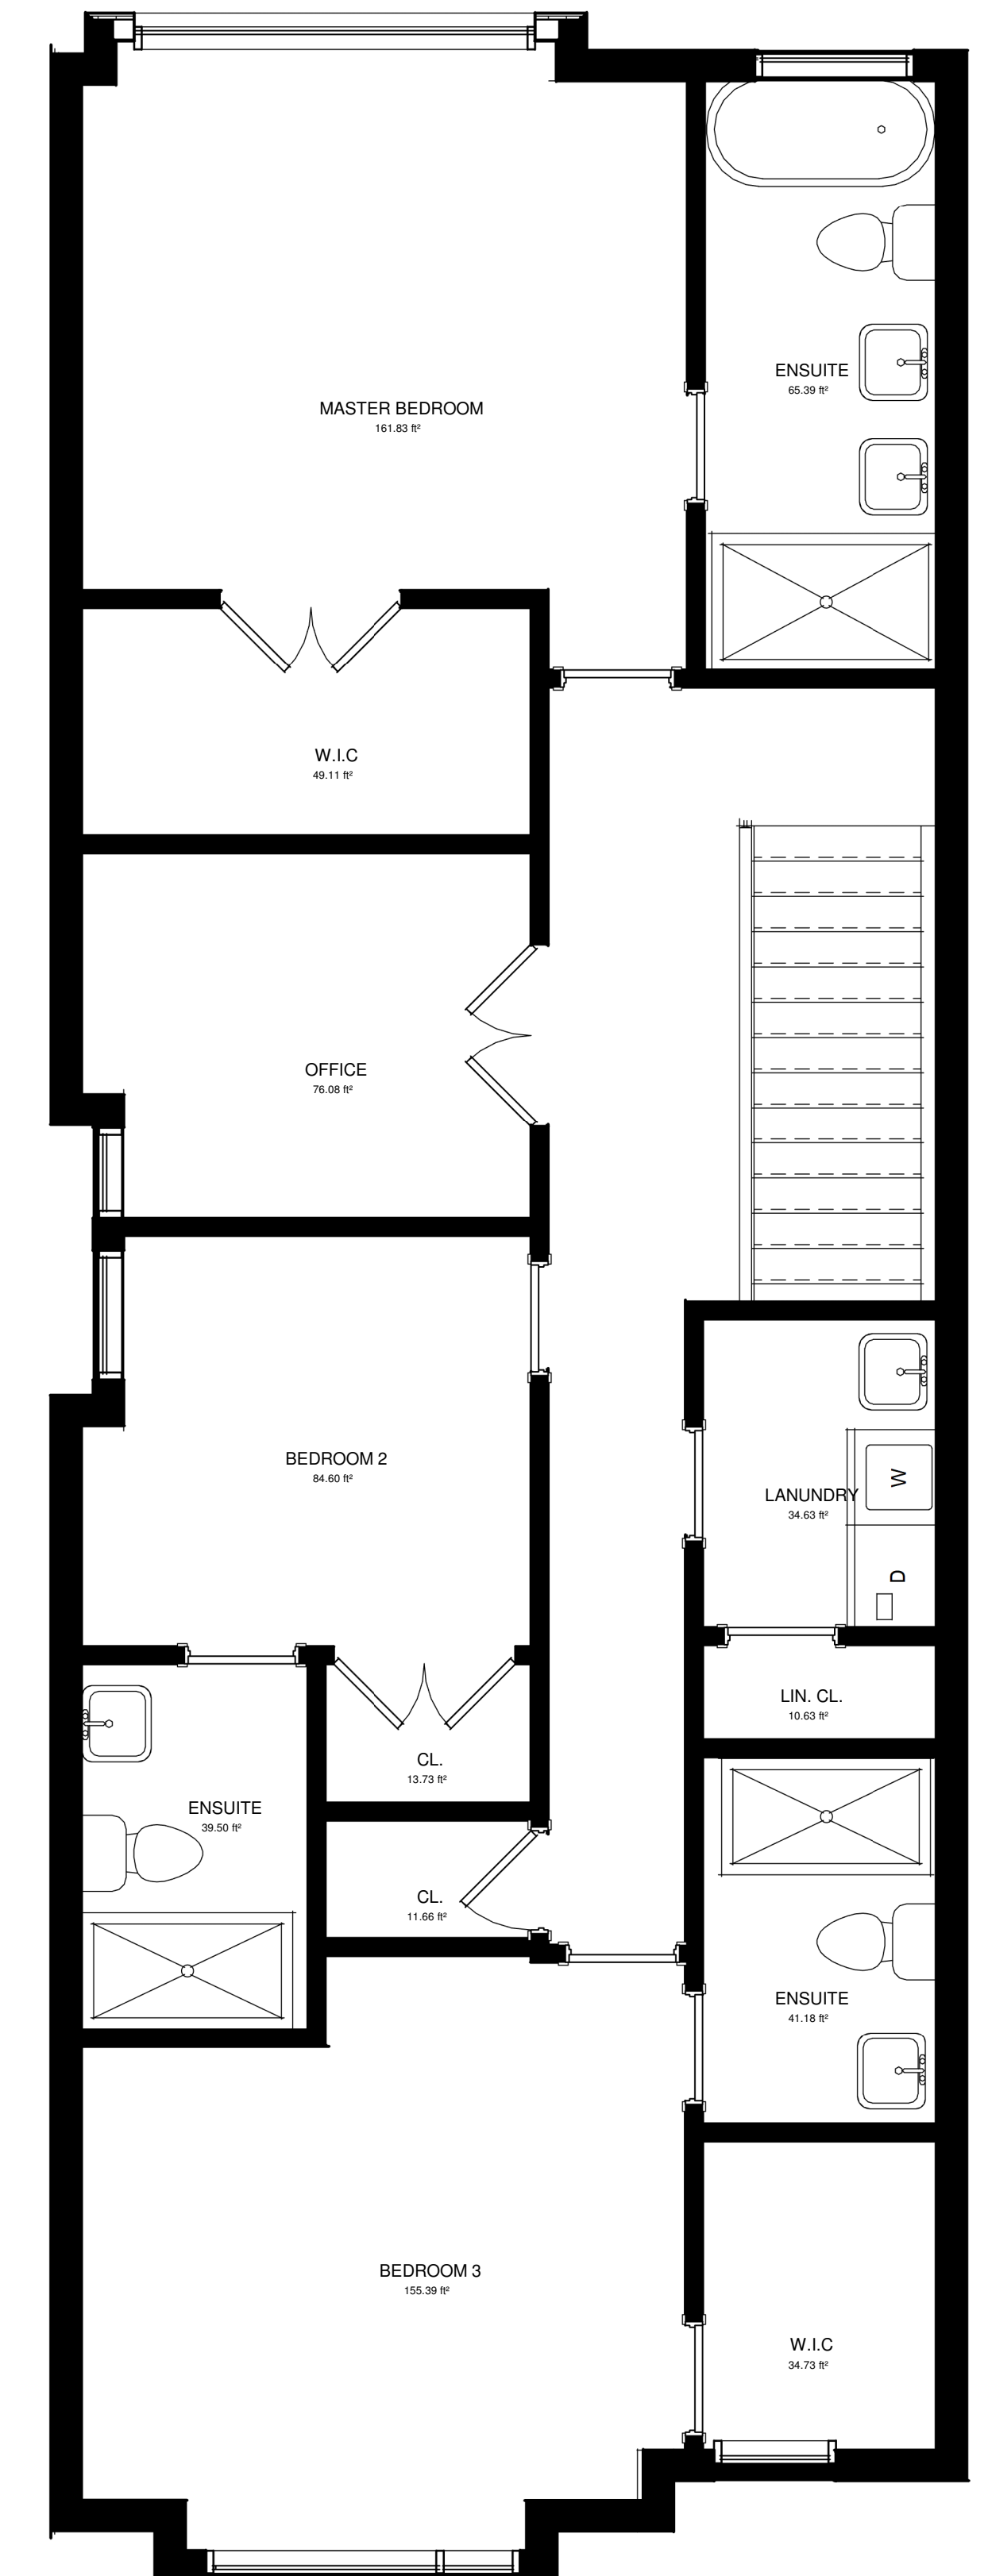 ENSUITE
65.39 ft²
MASTER BEDROOM
161.83 ft²
W.I.C
49.11 ft²
OFFICE
76.08 ft²
BEDROOM 2
84.60 ft²
W
LANUNDRY
34.63 ft²
D
LIN. CL.
10.63 ft²
CL.
13.73 ft²
ENSUITE
39.50 ft²
CL.
11.66 ft²
ENSUITE
41.18 ft²
BEDROOM 3
155.39 ft²
W.I.C
34.73 ft²